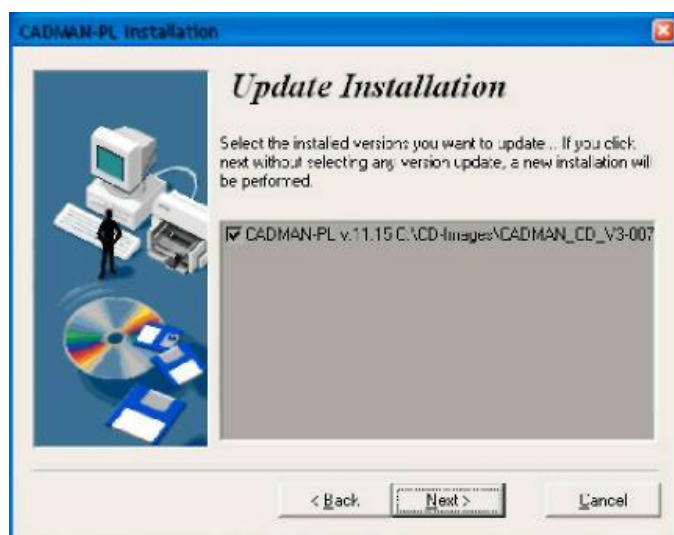 CADMAN-PL Installation
Update Installation
Select the installed versions you want to update... If you click
next without selecting any version update, a new installation will
be performed.
CADMAN-PL v.11.15 C:\CD-Images\CADMAN_CD_V3-007
< Back
Next >
Cancel